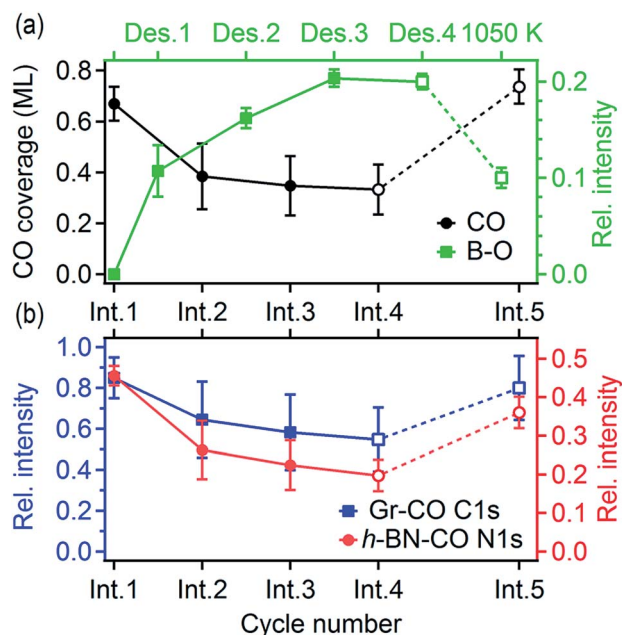 (a)
Des.1 Des.2 Des.3 Des.4 1050 K
CO coverage (ML)
0.8
0.6
0.4
0.2
0.0
0.2
0.1
0.0
Rel. intensity
CO
B-O
Int.1 Int.2 Int.3 Int.4 Int.5
(b)
Rel. intensity
1.0
0.8
0.6
0.4
0.2
0.0
0.5
0.4
0.3
0.2
0.1
0.0
Rel. intensity
Gr-CO C1s
h-BN-CO N1s
Int.1 Int.2 Int.3 Int.4 Int.5
Cycle number